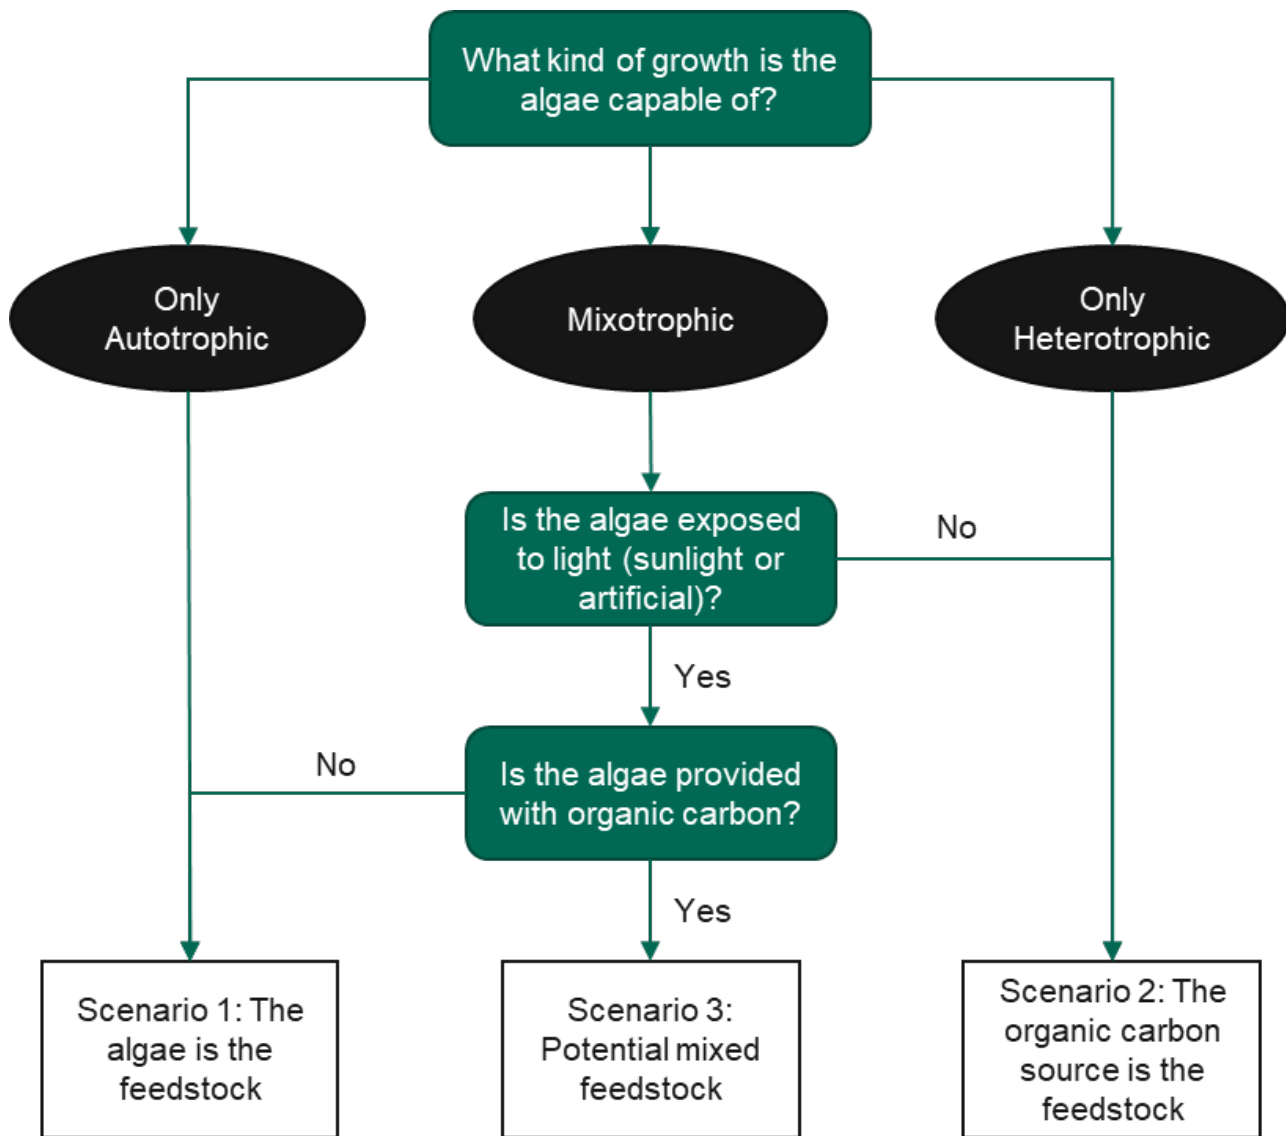 What kind of growth is the
algae capable of?
Only
Autotrophic
Mixotrophic
Only
Heterotrophic
Is the algae exposed
to light (sunlight or
artificial)?
No
Yes
No
Is the algae provided
with organic carbon?
Yes
Scenario 1: The
algae is the
feedstock
Scenario 3:
Potential mixed
feedstock
Scenario 2: The
organic carbon
source is the
feedstock